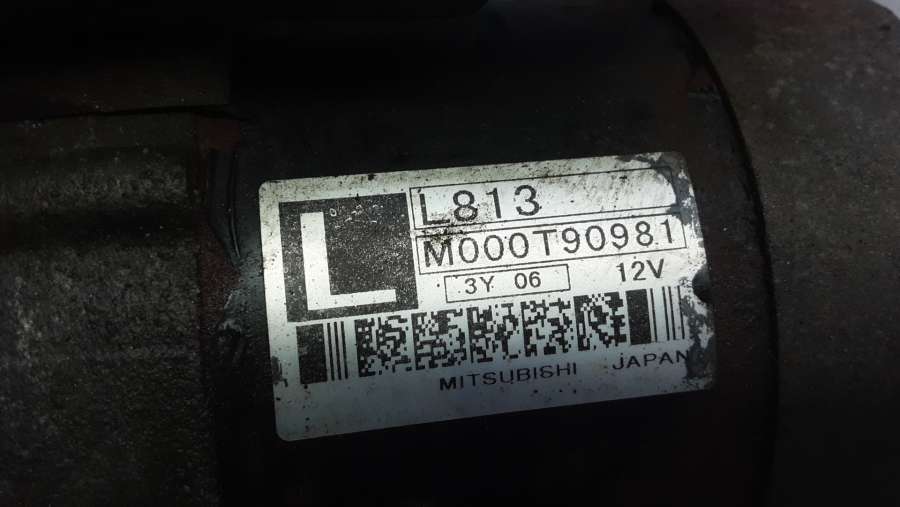 L
L813
M000T90981
3Y 06
12V
MITSUBISHI JAPAN